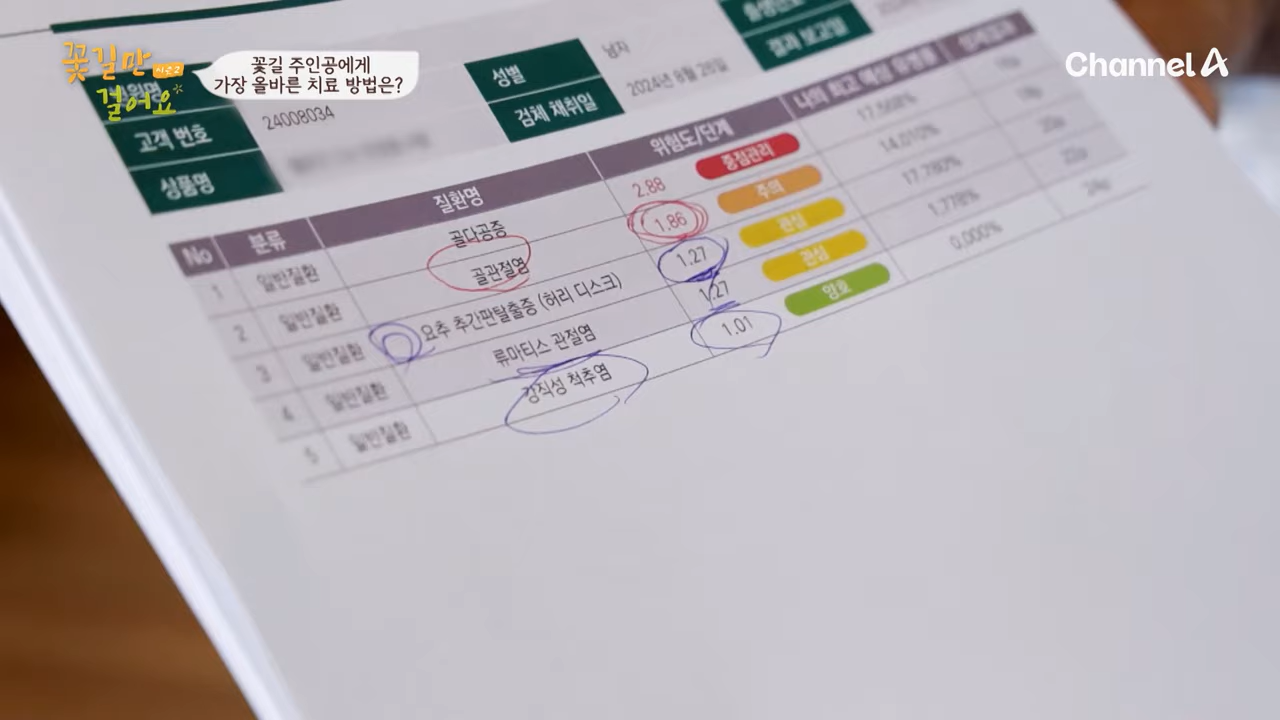 꽃길만
걸어요
시즌2
꽃길 주인공에게
가장 올바른 치료 방법은?
Channel A
성별 남자
고객 번호 24008034 검체 채취일 2024년 8월 26일 결과 보고일
상품명
No 분류 질환명 위험도/단계 나의 최고 예상 유병률
1 일반질환 골다공증 2.88 중점관리 17.568%
2 일반질환 골관절염 1.86 주의 14.010%
3 일반질환 요추 추간판탈출증 (허리 디스크) 1.27 관심 17.780%
4 일반질환 류마티스 관절염 1.27 관심 1.778%
5 일반질환 강직성 척추염 1.01 양호 0.000%